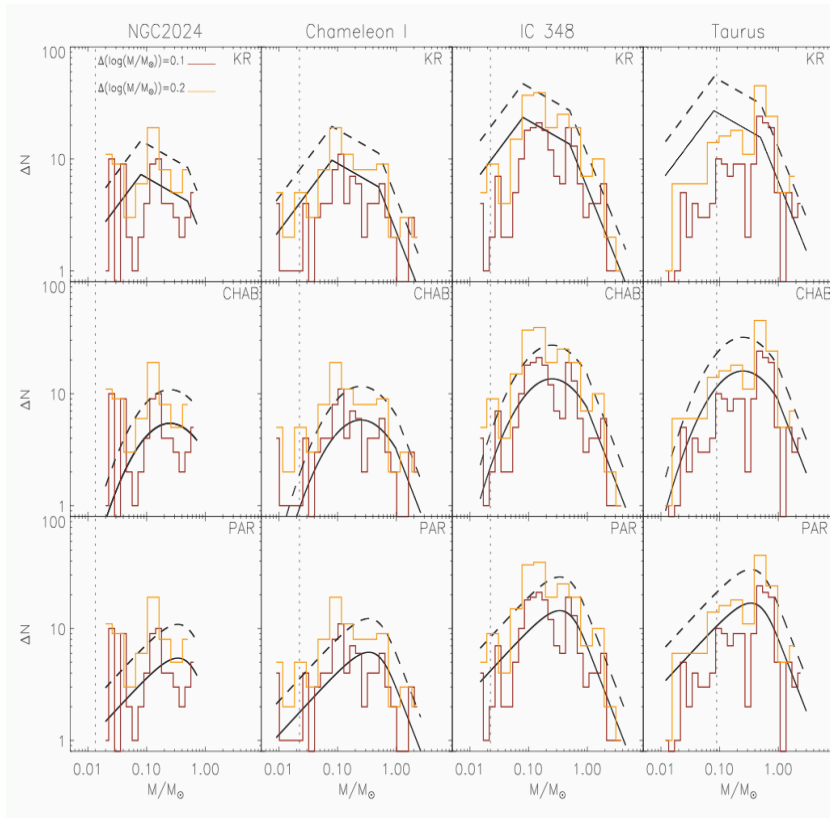 NGC2024 Chameleon I IC 348 Taurus
100 Δ(log(M/M⊙))=0.1 KR KR KR KR
Δ(log(M/M⊙))=0.2
ΔN
10
1
100 CHAB CHAB CHAB CHAB
ΔN
10
1
100 PAR PAR PAR PAR
ΔN
10
1
0.01 0.10 1.00 0.01 0.10 1.00 0.01 0.10 1.00 0.01 0.10 1.00
M/M⊙ M/M⊙ M/M⊙ M/M⊙